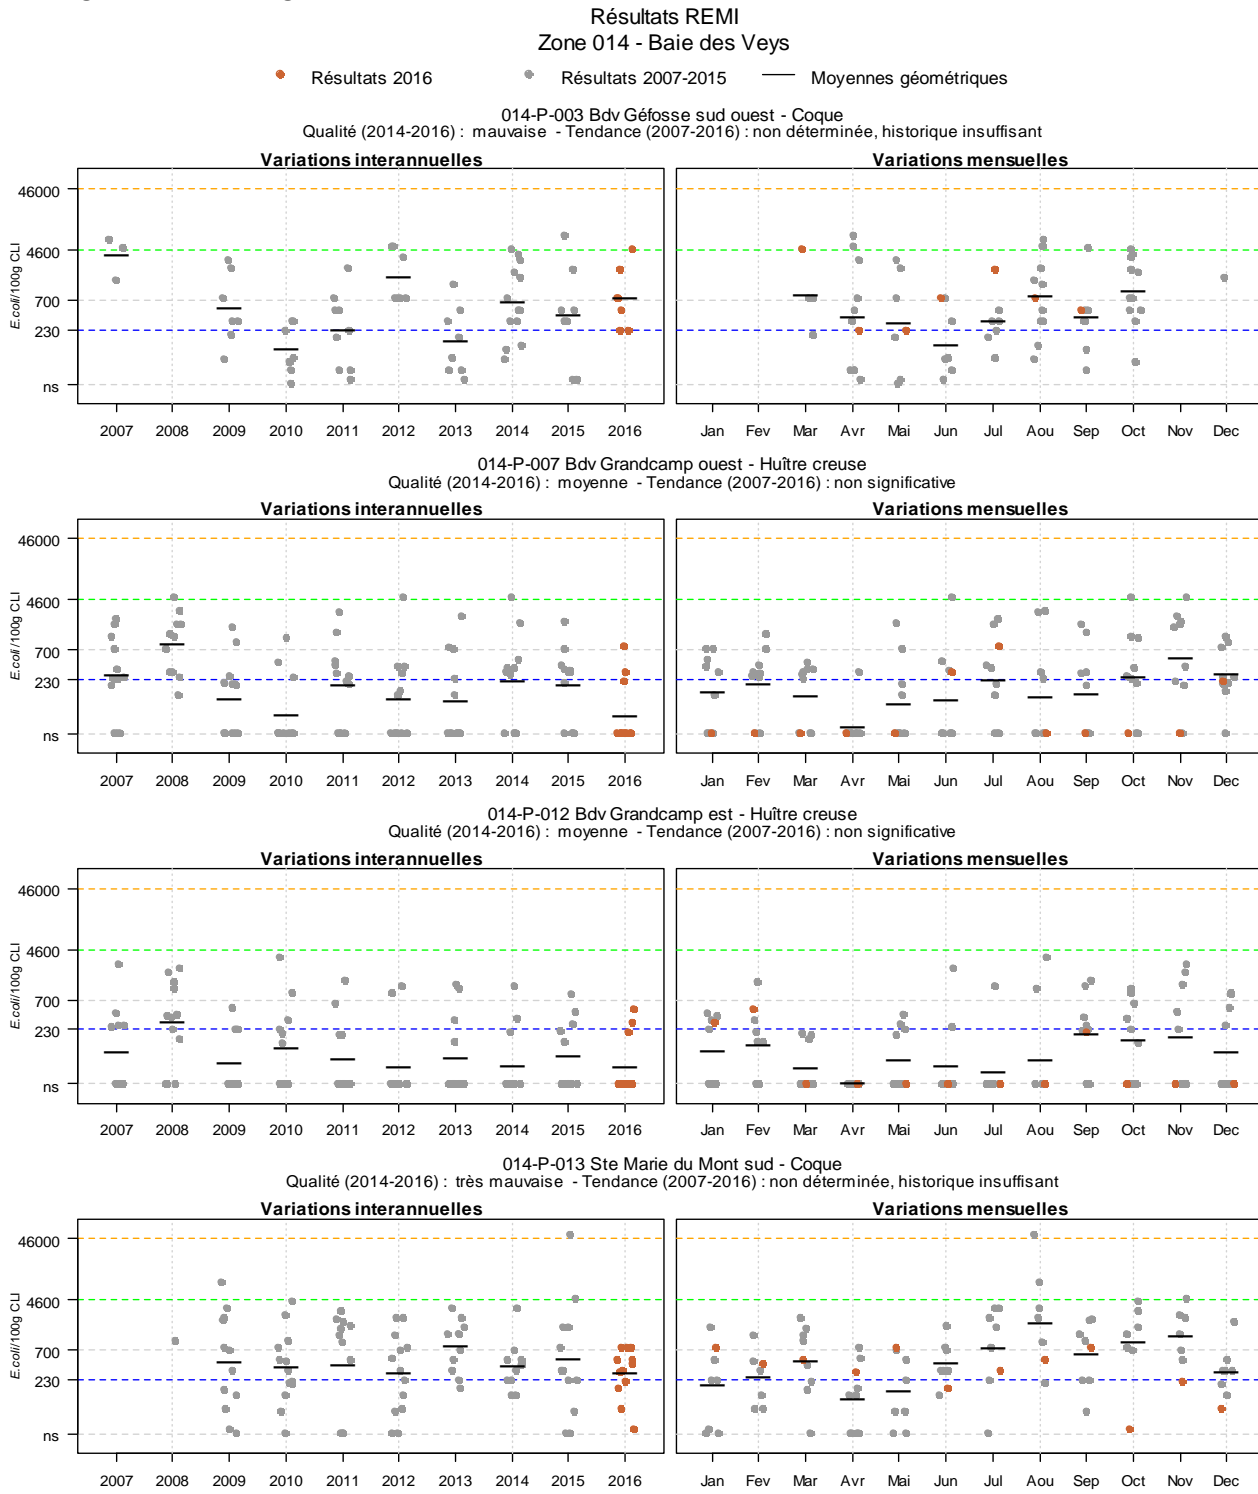 Résultats REMI
Zone 014 - Baie des Veys
Résultats 2016 Résultats 2007-2015 Moyennes géométriques
014-P-003 Bdv Géfosse sud ouest - Coque
Qualité (2014-2016) : mauvaise - Tendance (2007-2016) : non déterminée, historique insuffisant
Variations interannuelles Variations mensuelles
E.coli/100g CLI
46000
4600
700
230
ns
2007 2008 2009 2010 2011 2012 2013 2014 2015 2016 Jan Fev Mar Avr Mai Jun Jul Aou Sep Oct Nov Dec
014-P-007 Bdv Grandcamp ouest - Huître creuse
Qualité (2014-2016) : moyenne - Tendance (2007-2016) : non significative
Variations interannuelles Variations mensuelles
E.coli/100g CLI
46000
4600
700
230
ns
2007 2008 2009 2010 2011 2012 2013 2014 2015 2016 Jan Fev Mar Avr Mai Jun Jul Aou Sep Oct Nov Dec
014-P-012 Bdv Grandcamp est - Huître creuse
Qualité (2014-2016) : moyenne - Tendance (2007-2016) : non significative
Variations interannuelles Variations mensuelles
E.coli/100g CLI
46000
4600
700
230
ns
2007 2008 2009 2010 2011 2012 2013 2014 2015 2016 Jan Fev Mar Avr Mai Jun Jul Aou Sep Oct Nov Dec
014-P-013 Ste Marie du Mont sud - Coque
Qualité (2014-2016) : très mauvaise - Tendance (2007-2016) : non déterminée, historique insuffisant
Variations interannuelles Variations mensuelles
E.coli/100g CLI
46000
4600
700
230
ns
2007 2008 2009 2010 2011 2012 2013 2014 2015 2016 Jan Fev Mar Avr Mai Jun Jul Aou Sep Oct Nov Dec